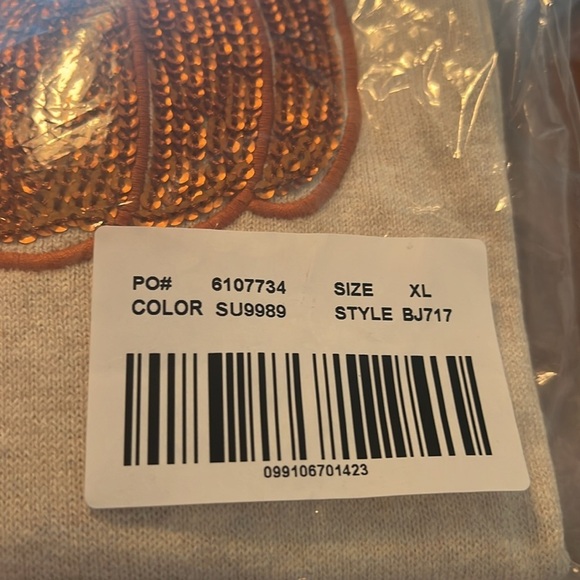 PO# 6107734 SIZE XL
COLOR SU9989 STYLE BJ717
099106701423